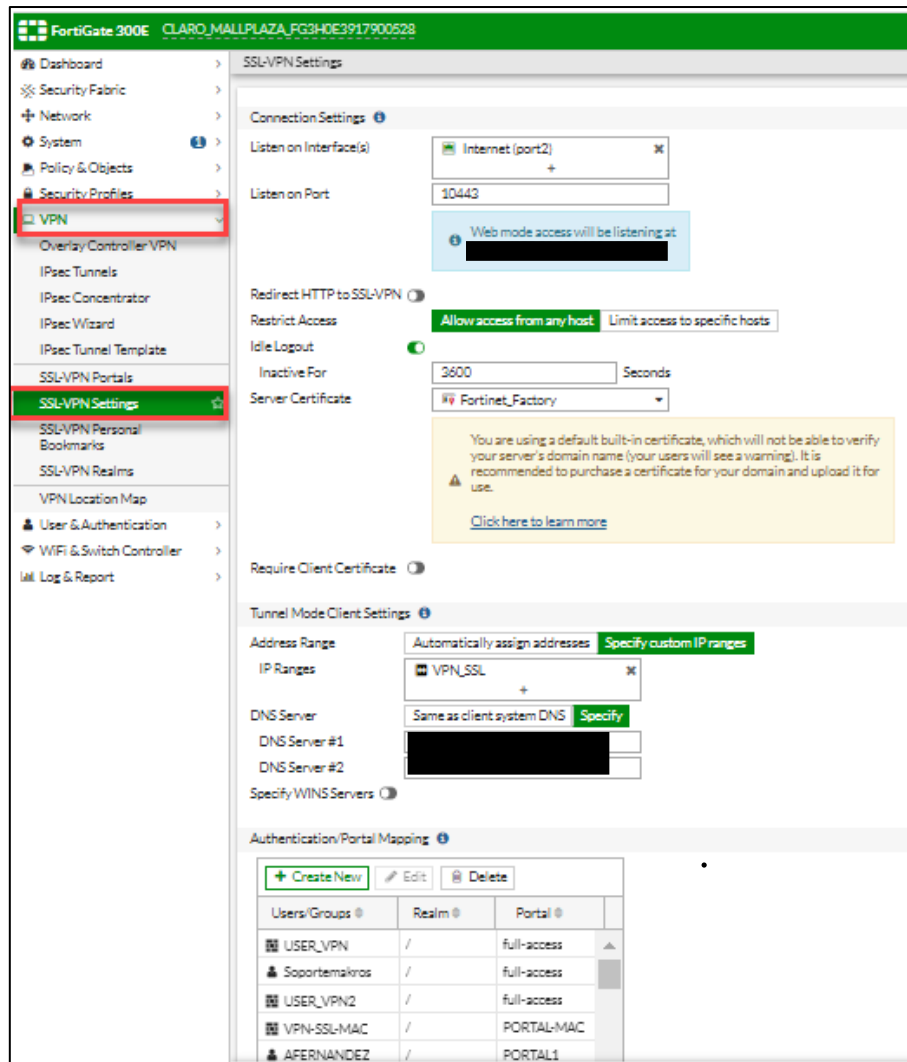 FortiGate 300E CLARO_MALLPLAZA_FG3H0E3917900528
Dashboard
Security Fabric
Network
System 1
Policy & Objects
Security Profiles
VPN
Overlay Controller VPN
IPsec Tunnels
IPsec Concentrator
IPsec Wizard
IPsec Tunnel Template
SSL-VPN Portals
SSL-VPN Settings
SSL-VPN Personal
Bookmarks
SSL-VPN Realms
VPN Location Map
User & Authentication
WiFi & Switch Controller
Log & Report
SSL-VPN Settings
Connection Settings
Listen on Interface(s) Internet (port2)
+
Listen on Port 10443
Web mode access will be listening at
Redirect HTTP to SSL-VPN
Restrict Access Allow access from any host Limit access to specific hosts
Idle Logout
Inactive For 3600 Seconds
Server Certificate Fortinet_Factory
You are using a default built-in certificate, which will not be able to verify
your server's domain name (your users will see a warning). It is
recommended to purchase a certificate for your domain and upload it for
use.
Click here to learn more
Require Client Certificate
Tunnel Mode Client Settings
Address Range Automatically assign addresses Specify custom IP ranges
IP Ranges VPN_SSL
+
DNS Server Same as client system DNS Specify
DNS Server #1
DNS Server #2
Specify WINS Servers
Authentication/Portal Mapping
+ Create New Edit Delete
Users/Groups Realm Portal
USER_VPN / full-access
Soportemakros / full-access
USER_VPN2 / full-access
VPN-SSL-MAC / PORTAL-MAC
AFERNANDEZ / PORTAL1